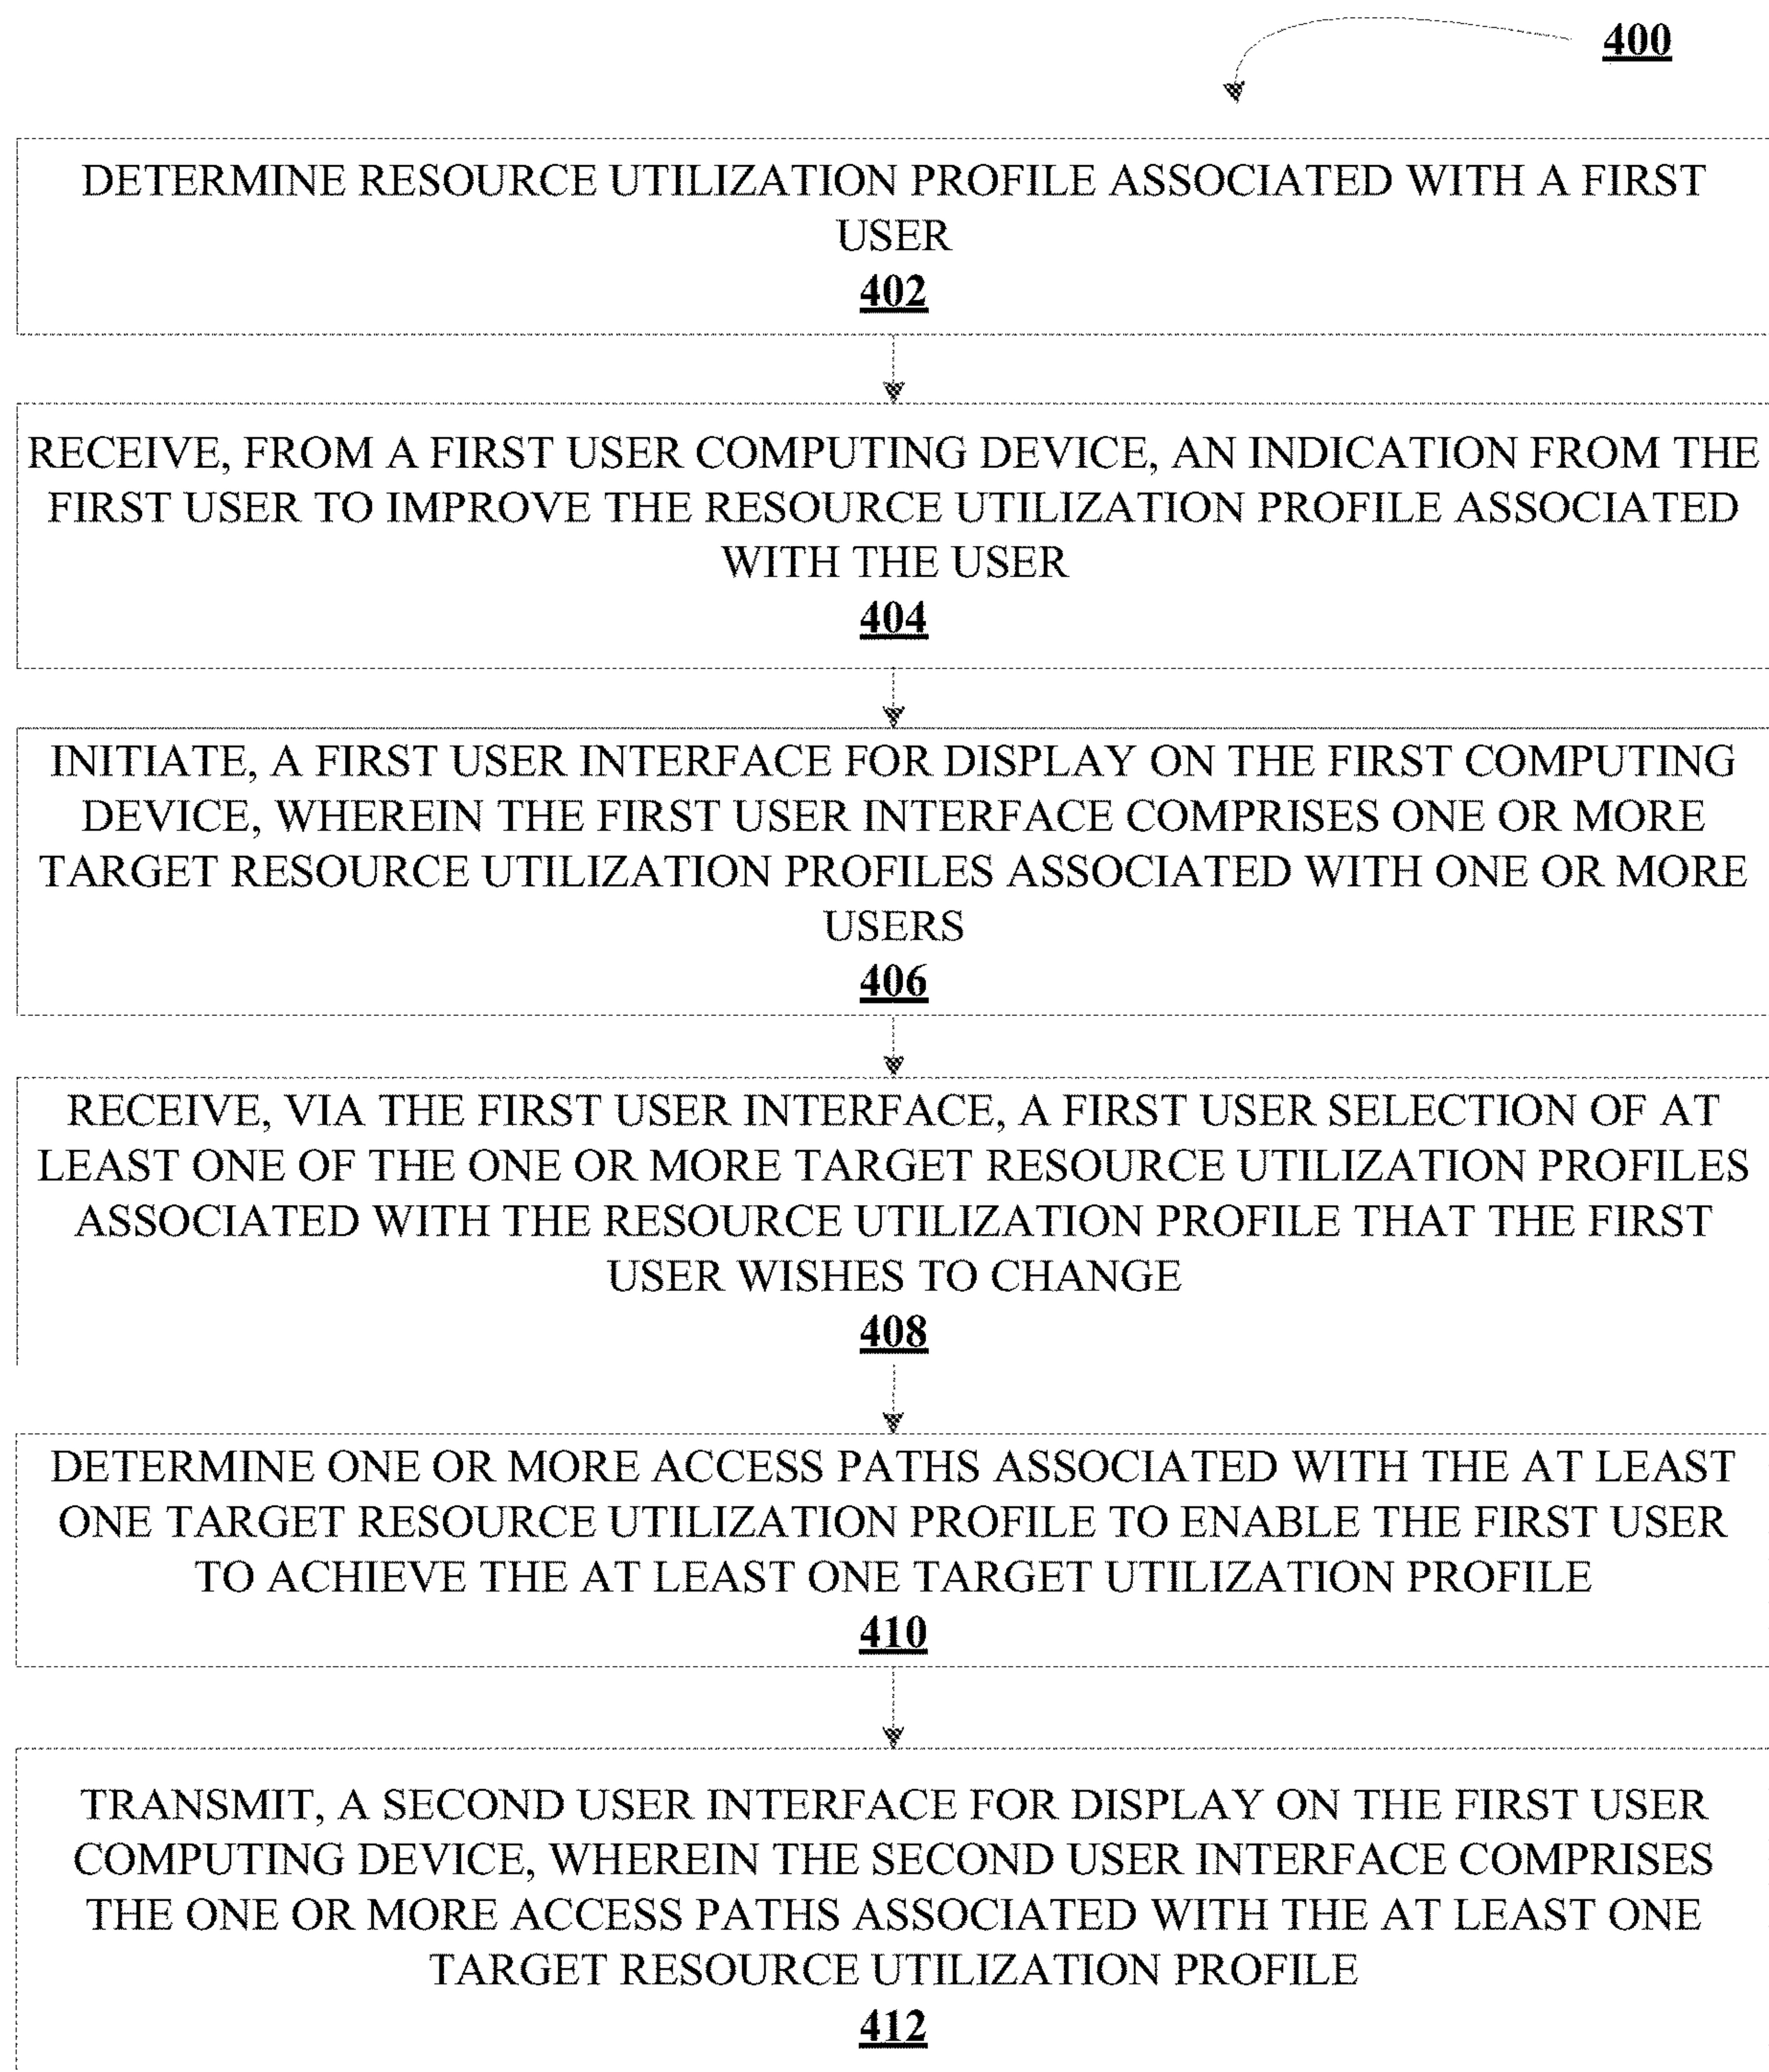 400
DETERMINE RESOURCE UTILIZATION PROFILE ASSOCIATED WITH A FIRST
USER
402
RECEIVE, FROM A FIRST USER COMPUTING DEVICE, AN INDICATION FROM THE
FIRST USER TO IMPROVE THE RESOURCE UTILIZATION PROFILE ASSOCIATED
WITH THE USER
404
INITIATE, A FIRST USER INTERFACE FOR DISPLAY ON THE FIRST COMPUTING
DEVICE, WHEREIN THE FIRST USER INTERFACE COMPRISES ONE OR MORE
TARGET RESOURCE UTILIZATION PROFILES ASSOCIATED WITH ONE OR MORE
USERS
406
RECEIVE, VIA THE FIRST USER INTERFACE, A FIRST USER SELECTION OF AT
LEAST ONE OF THE ONE OR MORE TARGET RESOURCE UTILIZATION PROFILES
ASSOCIATED WITH THE RESOURCE UTILIZATION PROFILE THAT THE FIRST
USER WISHES TO CHANGE
408
DETERMINE ONE OR MORE ACCESS PATHS ASSOCIATED WITH THE AT LEAST
ONE TARGET RESOURCE UTILIZATION PROFILE TO ENABLE THE FIRST USER
TO ACHIEVE THE AT LEAST ONE TARGET UTILIZATION PROFILE
410
TRANSMIT, A SECOND USER INTERFACE FOR DISPLAY ON THE FIRST USER
COMPUTING DEVICE, WHEREIN THE SECOND USER INTERFACE COMPRISES
THE ONE OR MORE ACCESS PATHS ASSOCIATED WITH THE AT LEAST ONE
TARGET RESOURCE UTILIZATION PROFILE
412